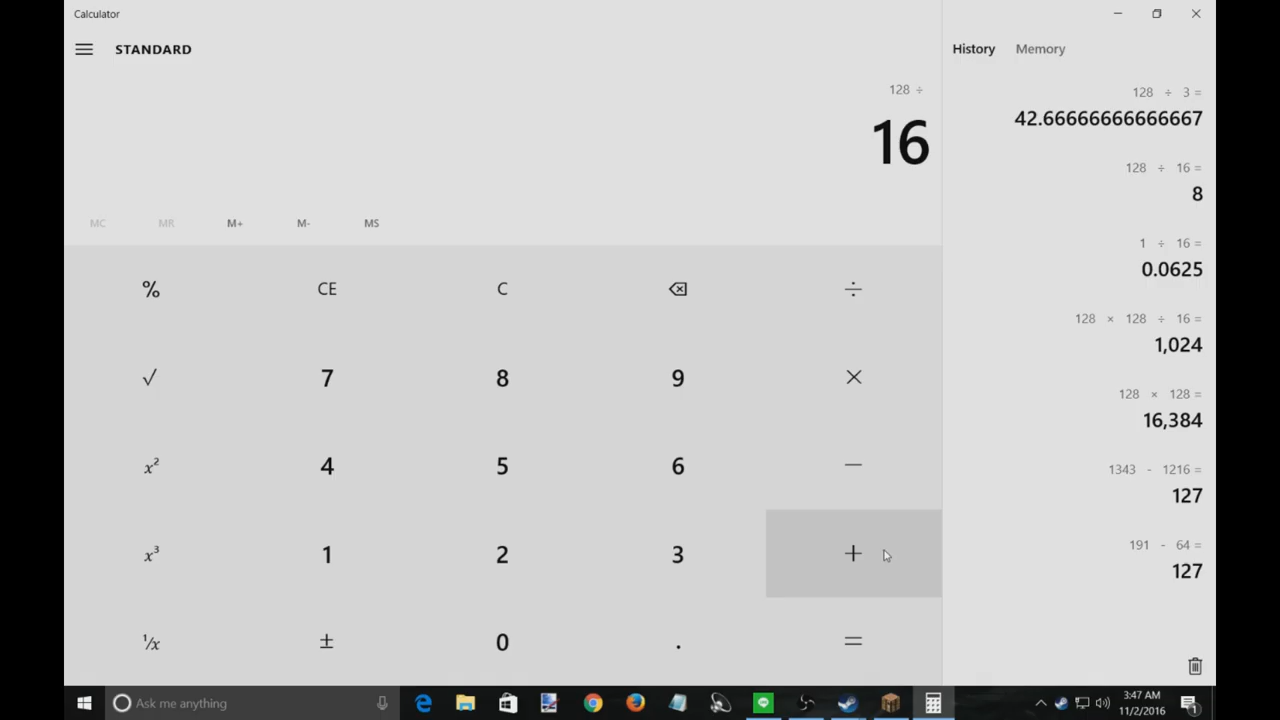 Calculator
STANDARD
128 ÷
16
MC MR M+ M- MS
% CE C ÷
√ 7 8 9 ×
x² 4 5 6 −
x³ 1 2 3 +
¹/x ± 0 . =
History Memory
128 ÷ 3 =
42.66666666666667
128 ÷ 16 =
8
1 ÷ 16 =
0.0625
128 × 128 ÷ 16 =
1,024
128 × 128 =
16,384
1343 - 1216 =
127
191 - 64 =
127
Ask me anything
3:47 AM
11/2/2016
1